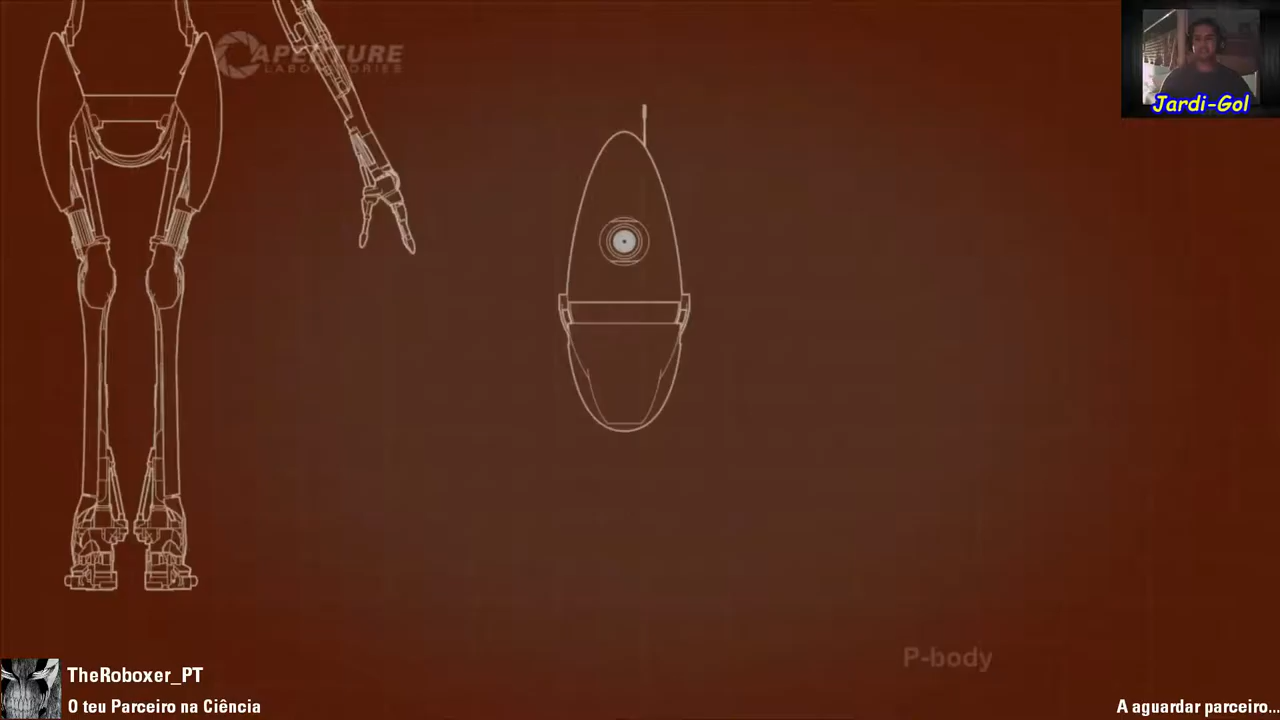 APERTURE
LABORATORIES
Jardi-Gol
P-body
TheRoboxer_PT
O teu Parceiro na Ciência
A aguardar parceiro...